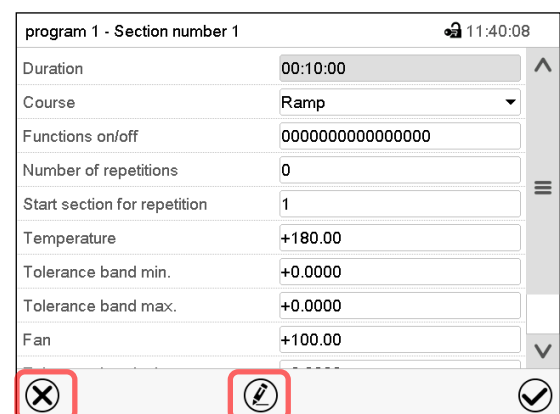 program 1 - Section number 1 11:40:08
Duration 00:10:00
Course Ramp
Functions on/off 0000000000000000
Number of repetitions 0
Start section for repetition 1
Temperature +180.00
Tolerance band min. +0.0000
Tolerance band max. +0.0000
Fan +100.00